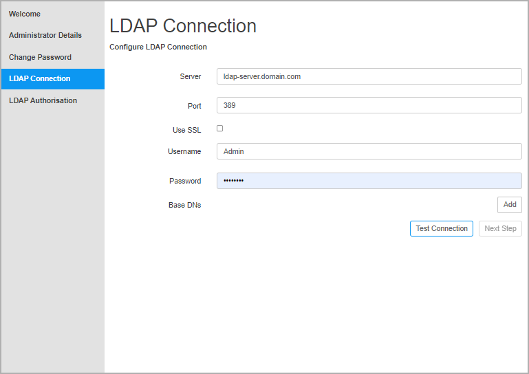 Welcome
Administrator Details
Change Password
LDAP Connection
LDAP Authorisation
LDAP Connection
Configure LDAP Connection
Server ldap-server.domain.com
Port 389
Use SSL
Username Admin
Password ••••••••
Base DNs Add
Test Connection Next Step